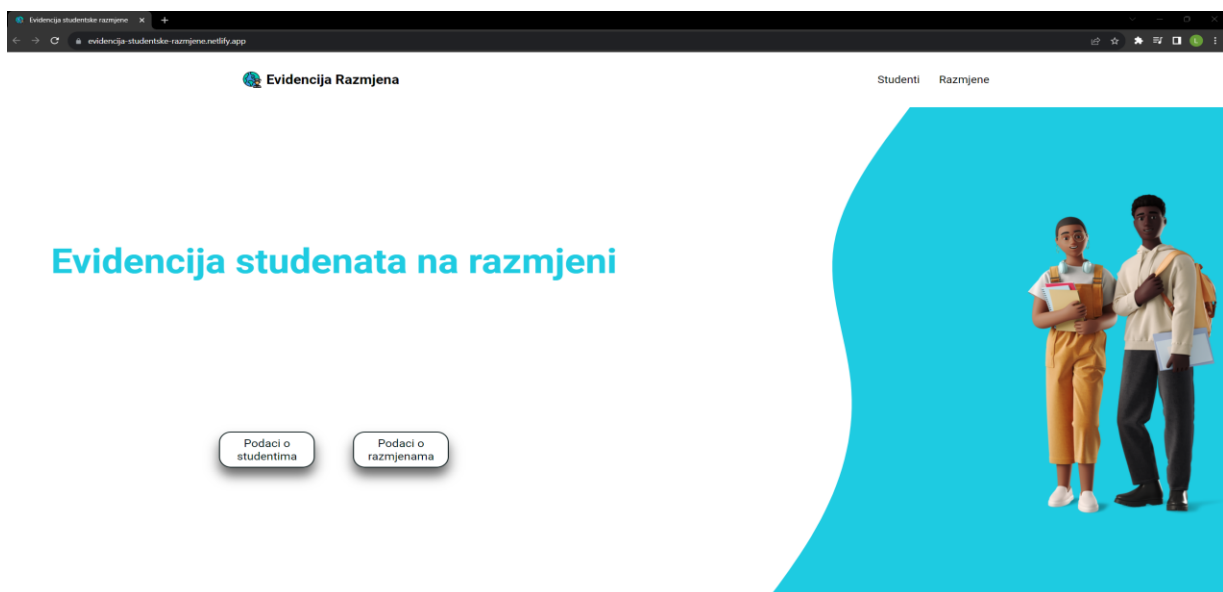 Evidencija studentske razmjene
evidencija-studentske-razmjene.netlify.app
Evidencija Razmjena
Studenti Razmjene
Evidencija studenata na razmjeni
Podaci o
studentima
Podaci o
razmjenama